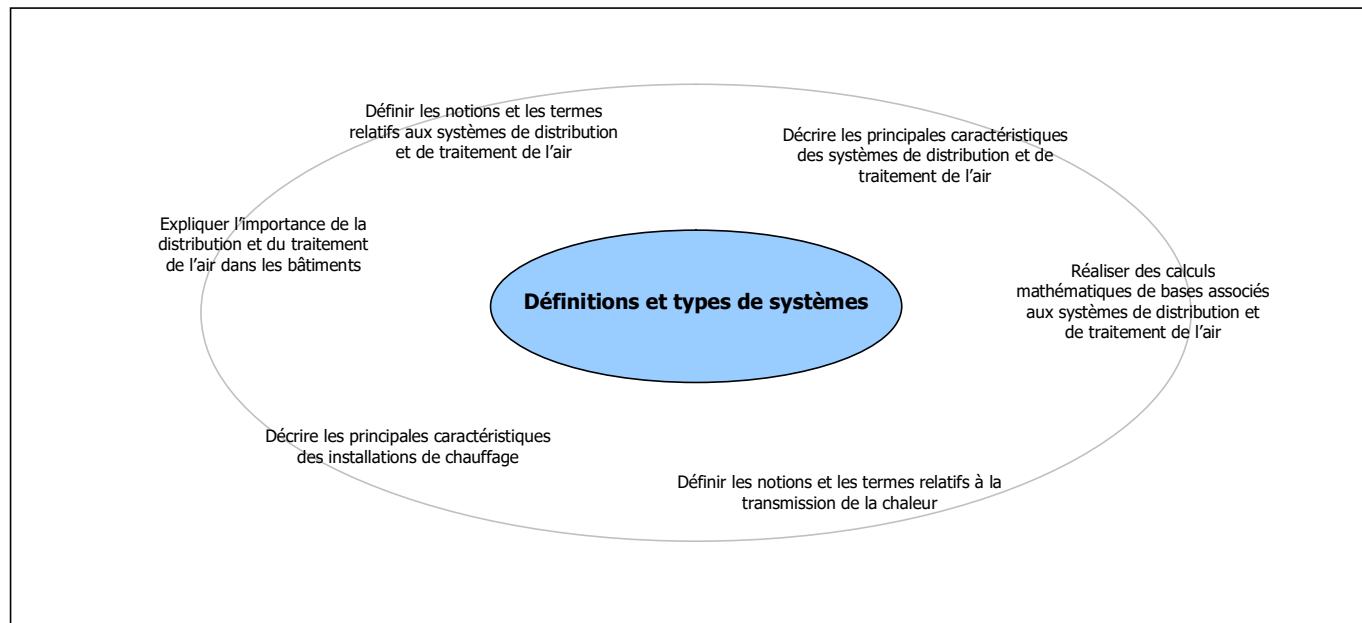 Définir les notions et les termes
relatifs aux systèmes de distribution
et de traitement de l'air
Décrire les principales caractéristiques
des systèmes de distribution et de
traitement de l'air
Expliquer l'importance de la
distribution et du traitement
de l'air dans les bâtiments
Définitions et types de systèmes
Réaliser des calculs
mathématiques de bases associés
aux systèmes de distribution et
de traitement de l'air
Décrire les principales caractéristiques
des installations de chauffage
Définir les notions et les termes relatifs à la
transmission de la chaleur